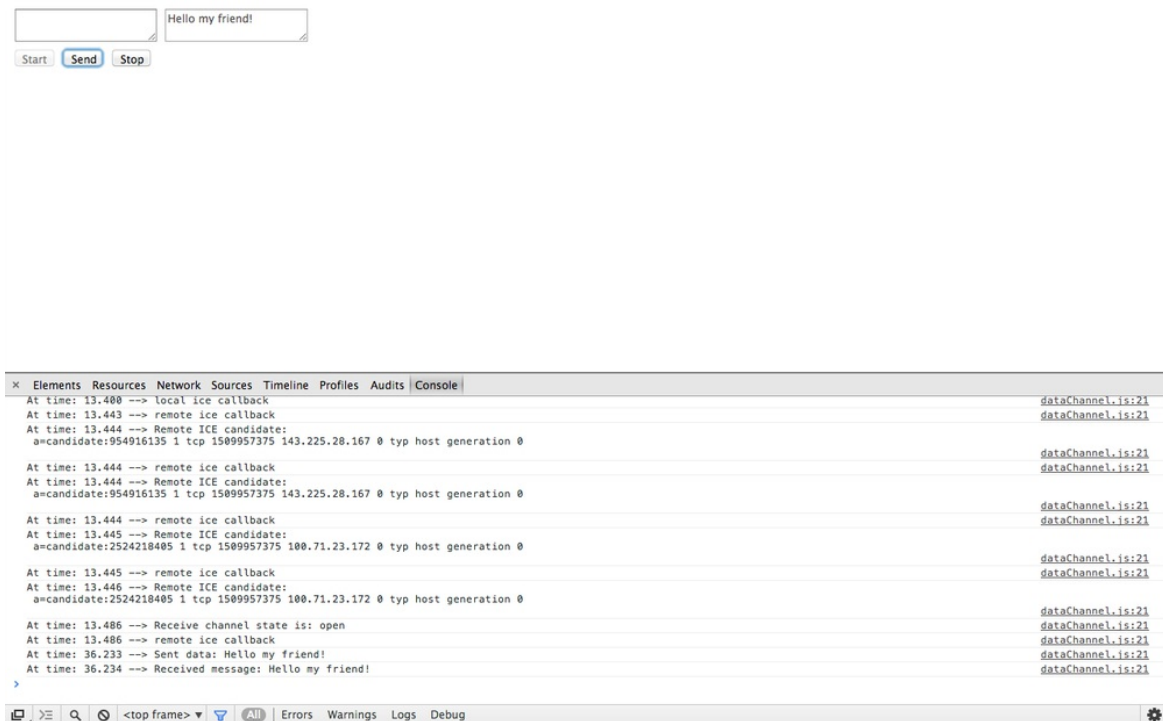 Hello my friend!
Start Send Stop
× Elements Resources Network Sources Timeline Profiles Audits Console
At time: 13.400 --> local ice callback dataChannel.js:21
At time: 13.443 --> remote ice callback dataChannel.js:21
At time: 13.444 --> Remote ICE candidate:
a=candidate:954916135 1 tcp 1509957375 143.225.28.167 0 typ host generation 0
dataChannel.js:21
At time: 13.444 --> remote ice callback dataChannel.js:21
At time: 13.444 --> Remote ICE candidate:
a=candidate:954916135 1 tcp 1509957375 143.225.28.167 0 typ host generation 0
dataChannel.js:21
At time: 13.444 --> remote ice callback dataChannel.js:21
At time: 13.445 --> Remote ICE candidate:
a=candidate:2524218405 1 tcp 1509957375 100.71.23.172 0 typ host generation 0
dataChannel.js:21
At time: 13.445 --> remote ice callback dataChannel.js:21
At time: 13.446 --> Remote ICE candidate:
a=candidate:2524218405 1 tcp 1509957375 100.71.23.172 0 typ host generation 0
dataChannel.js:21
At time: 13.486 --> Receive channel state is: open dataChannel.js:21
At time: 13.486 --> remote ice callback dataChannel.js:21
At time: 36.233 --> Sent data: Hello my friend! dataChannel.js:21
At time: 36.234 --> Received message: Hello my friend! dataChannel.js:21
>
<top frame> ▼ All | Errors Warnings Logs Debug